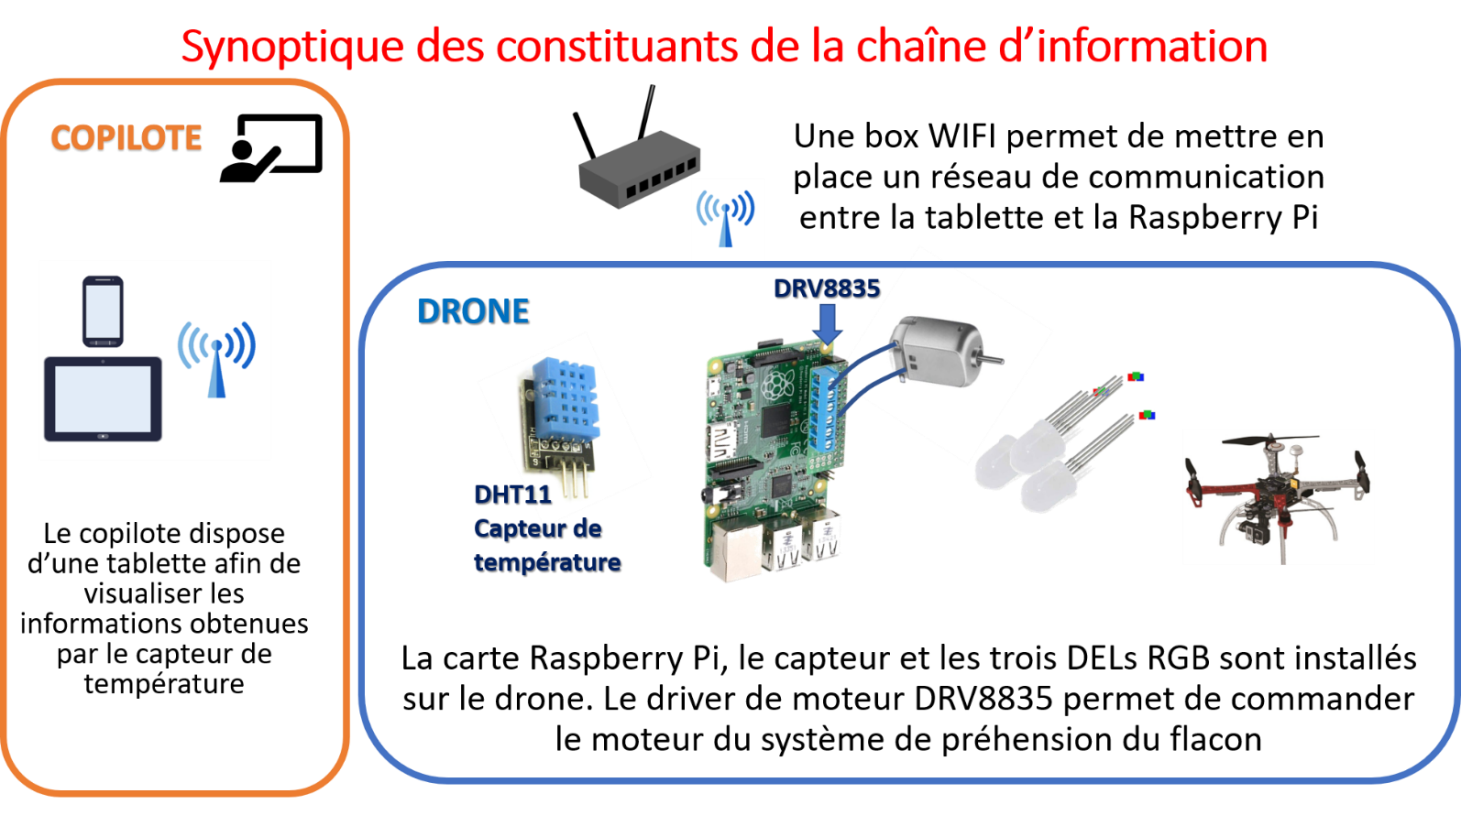 Synoptique des constituants de la chaîne d’information
COPILOTE
Le copilote dispose
d’une tablette afin de
visualiser les
informations obtenues
par le capteur de
température
Une box WIFI permet de mettre en
place un réseau de communication
entre la tablette et la Raspberry Pi
DRONE
DRV8835
DHT11
Capteur de
température
La carte Raspberry Pi, le capteur et les trois DELs RGB sont installés
sur le drone. Le driver de moteur DRV8835 permet de commander
le moteur du système de préhension du flacon